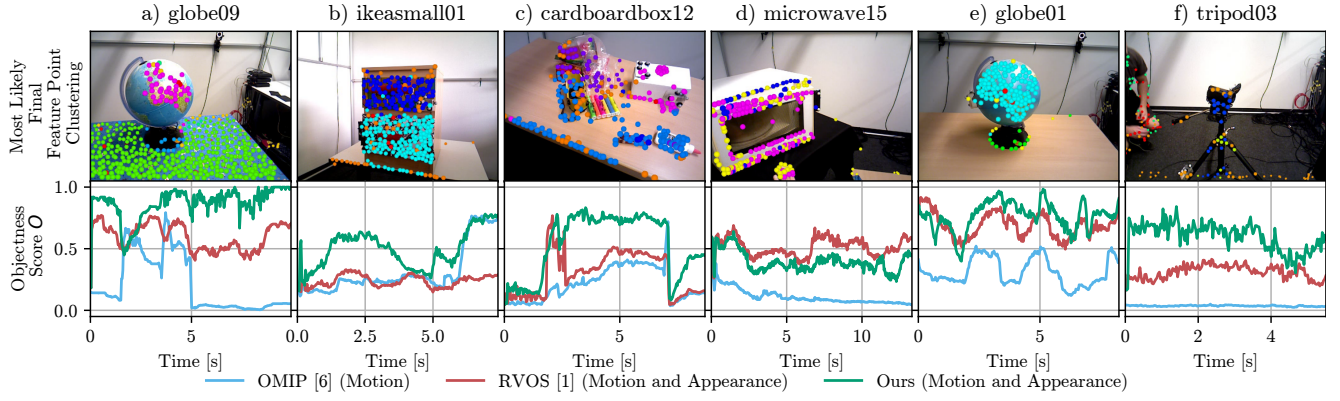 a) globe09 b) ikeasmall01 c) cardboardbox12 d) microwave15 e) globe01 f) tripod03
Most Likely
Final
Feature Point
Clustering
Objectness
Score O
1.0
0.5
0.0
0 5 0.0 2.5 5.0 0 5 0 5 10 0 5 0 2 4
Time [s] Time [s] Time [s] Time [s] Time [s] Time [s]
OMIP [6] (Motion) RVOS [1] (Motion and Appearance) Ours (Motion and Appearance)